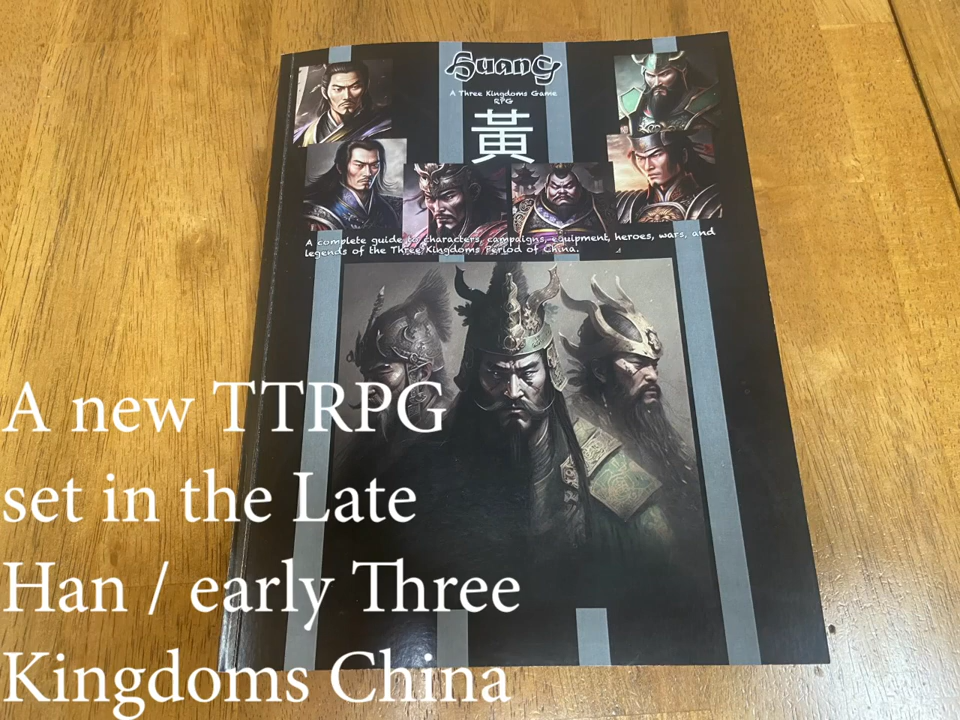 Huang
A Three Kingdoms Game
RPG
黃
A complete guide to characters, campaigns, equipment, heroes, wars, and
legends of the Three Kingdoms Period of China.
A new TTRPG
set in the Late
Han / early Three
Kingdoms China